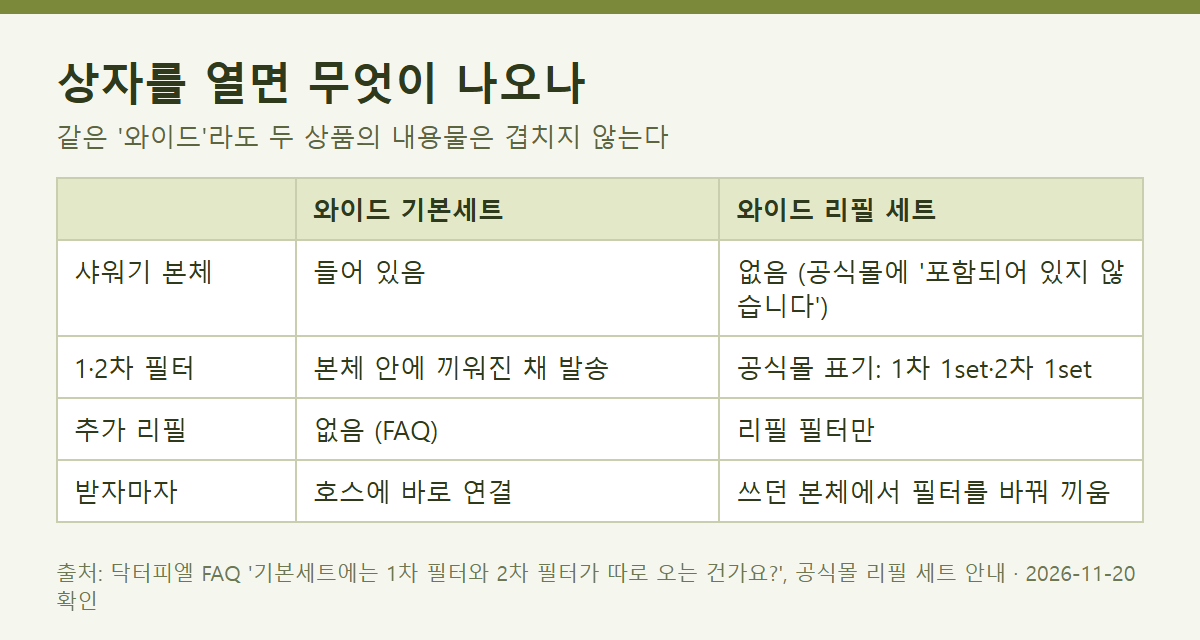 상자를 열면 무엇이 나오나
같은 '와이드'라도 두 상품의 내용물은 겹치지 않는다
와이드 기본세트
와이드 리필 세트
샤워기 본체
들어 있음
없음 (공식몰에 '포함되어 있지 않
습니다')
1·2차 필터
본체 안에 끼워진 채 발송
공식몰 표기: 1차 1set·2차 1set
추가 리필
없음 (FAQ)
리필 필터만
받자마자
호스에 바로 연결
쓰던 본체에서 필터를 바꿔 끼움
출처: 닥터피엘 FAQ '기본세트에는 1차 필터와 2차 필터가 따로 오는 건가요?', 공식몰 리필 세트 안내 · 2026-11-20
확인